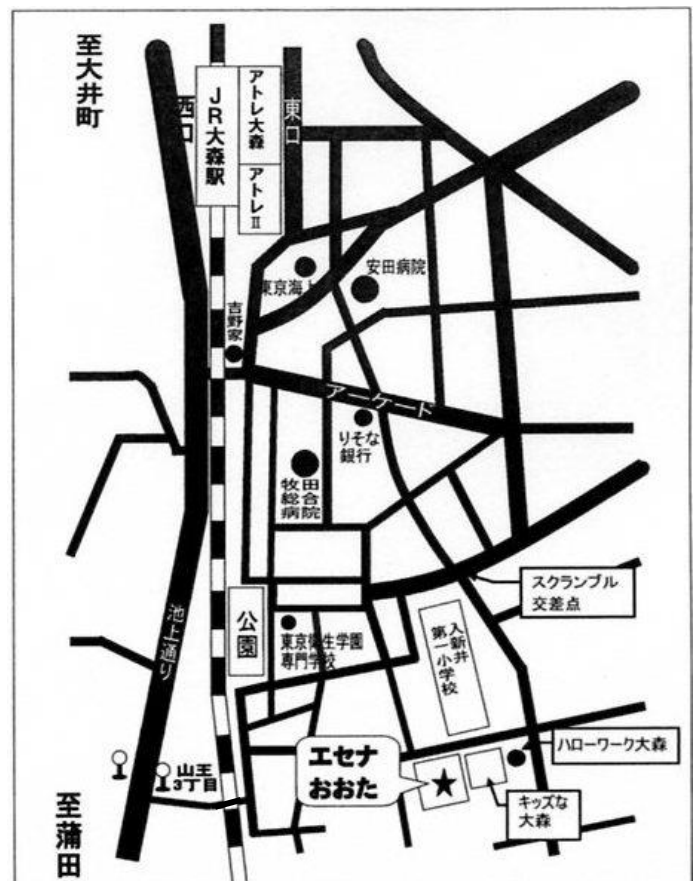 至大井町
西口
JR大森駅
アトレ大森
アトレⅡ
東口
東京海上
安田病院
吉野家
アーケード
りそな
銀行
牧田
総合
病院
スクランブル
交差点
公園
東京衛生学園
専門学校
入新井
第一小学校
池上通り
エセナ
おおた
ハローワーク大森
キッズな
大森
山王
3丁目
至蒲田